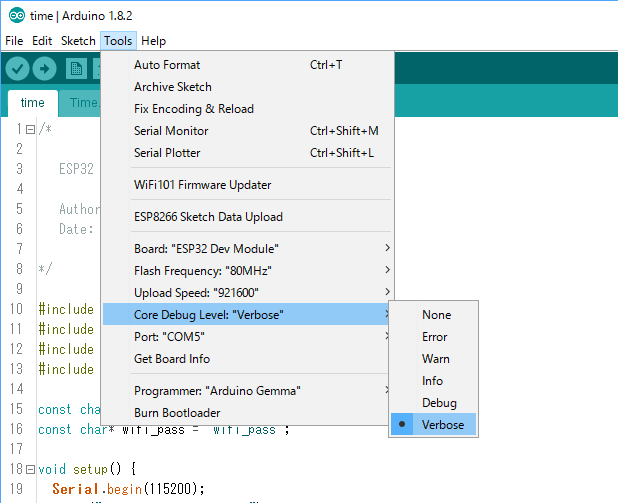 time | Arduino 1.8.2
File Edit Sketch Tools Help
Auto Format Ctrl+T
Archive Sketch
Fix Encoding & Reload
Serial Monitor Ctrl+Shift+M
Serial Plotter Ctrl+Shift+L
WiFi101 Firmware Updater
ESP8266 Sketch Data Upload
Board: "ESP32 Dev Module"
Flash Frequency: "80MHz"
Upload Speed: "921600"
Core Debug Level: "Verbose"
Port: "COM5"
Get Board Info
Programmer: "Arduino Gemma"
Burn Bootloader
None
Error
Warn
Info
Debug
Verbose
time Time.
1 /*
2
3 ESP32
4
5 Author
6 Date:
7
8 */
9
10 #include
11 #include
12 #include
13 #include
14
15 const cha
16 const char* wifi_pass = wifi_pass ;
17
18 void setup() {
19 Serial.begin(115200);